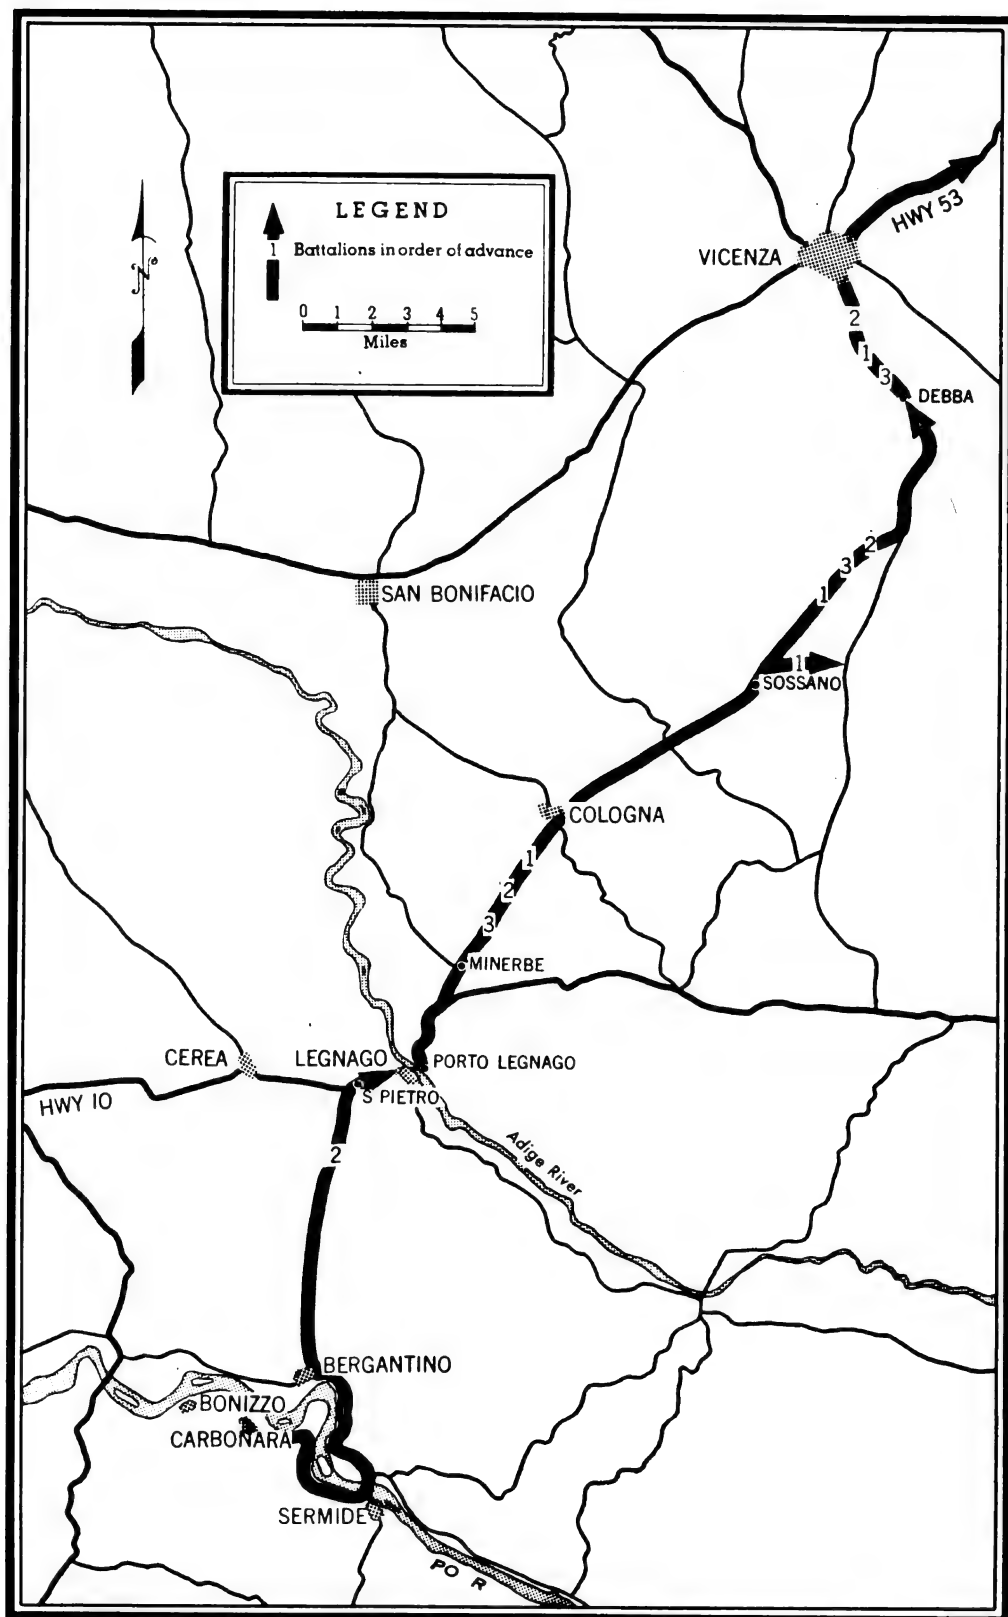 N
LEGEND
1 Battalions in order of advance
0 1 2 3 4 5
Miles
HWY 53
VICENZA
2
1
3
DEBBA
2
3
1
SAN BONIFACIO
1
SOSSANO
COLOGNA
1
2
3
MINERBE
CEREA
LEGNAGO
PORTO LEGNAGO
S PIETRO
HWY 10
Adige River
2
BERGANTINO
BONIZZO
CARBONARA
SERMIDE
PO R